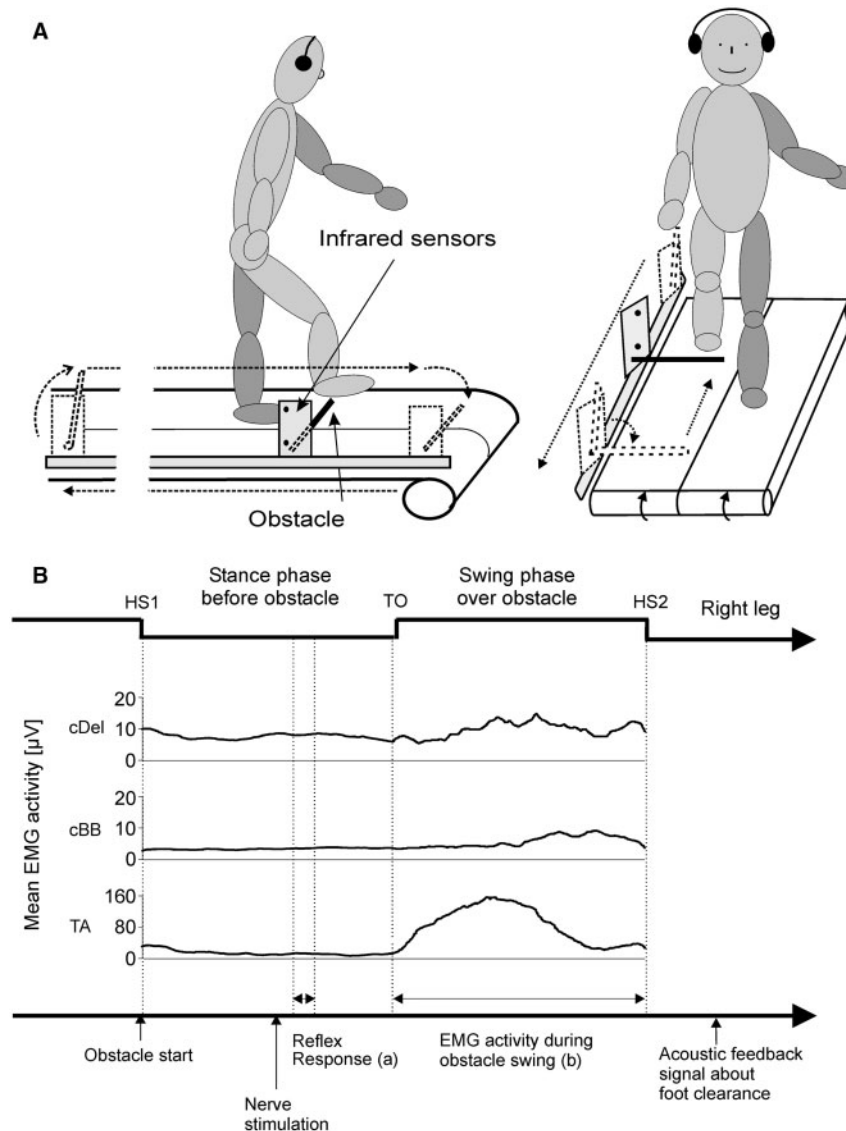 A
Infrared sensors
Obstacle
B
Stance phase
before obstacle
Swing phase
over obstacle
HS1
TO
HS2
Right leg
Mean EMG activity [µV]
cDel
20
10
0
cBB
20
10
0
TA
160
80
0
Obstacle start
Nerve
stimulation
Reflex
Response (a)
EMG activity during
obstacle swing (b)
Acoustic feedback
signal about
foot clearance